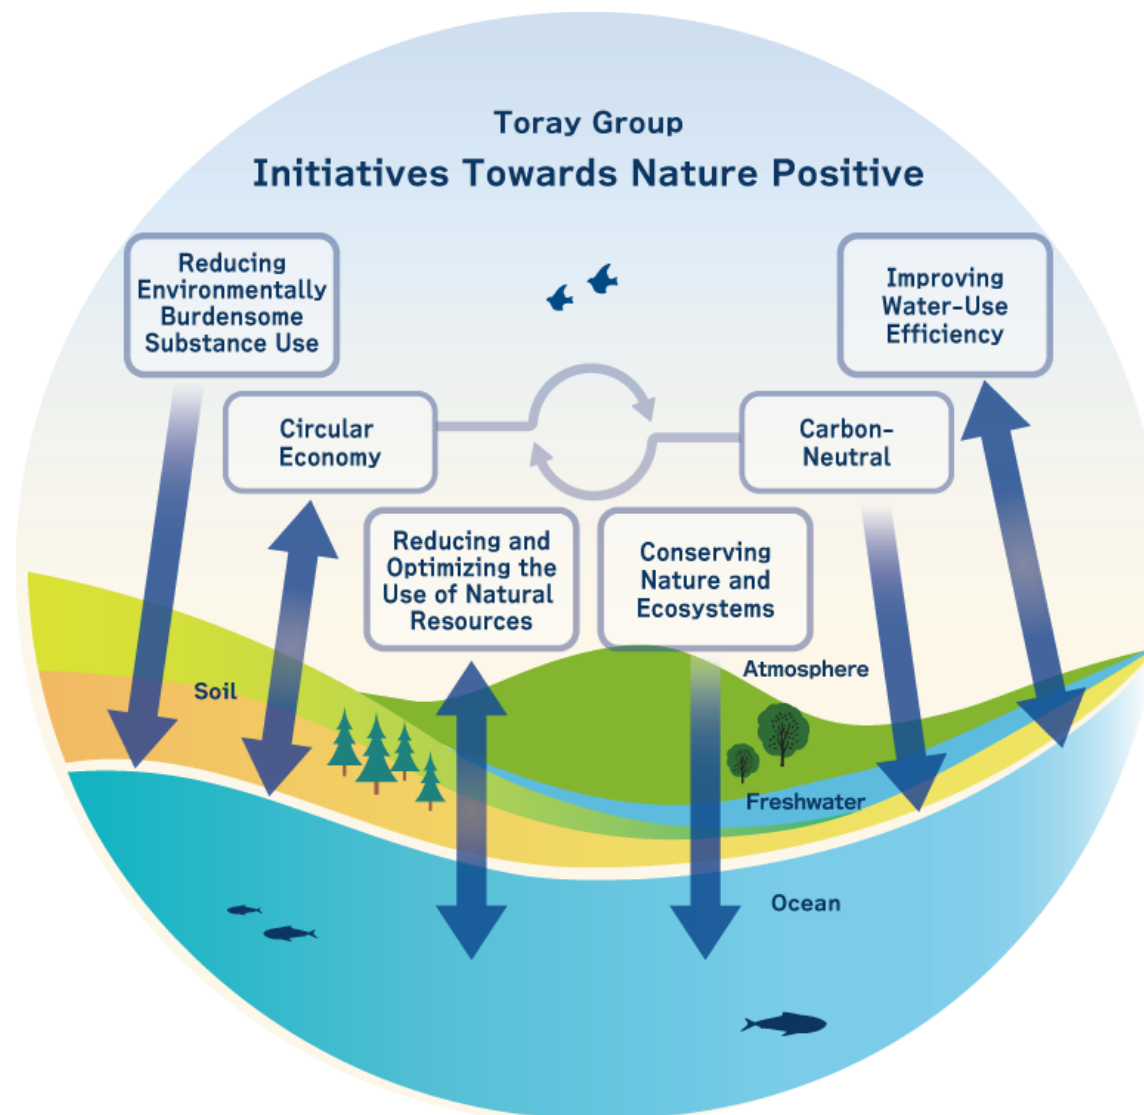 Toray Group
Initiatives Towards Nature Positive
Reducing
Environmentally
Burdensome
Substance Use
Improving
Water-Use
Efficiency
Circular
Economy
Carbon-
Neutral
Reducing and
Optimizing the
Use of Natural
Resources
Conserving
Nature and
Ecosystems
Atmosphere
Soil
Freshwater
Ocean